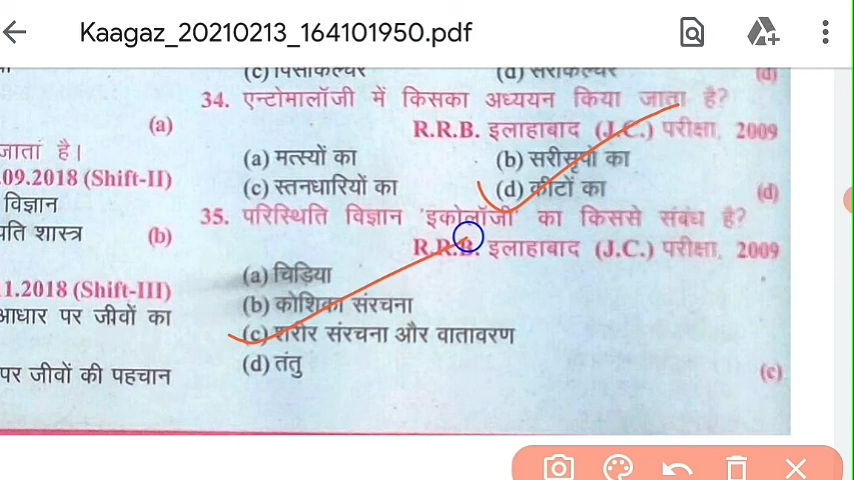 Kaagaz_20210213_164101950.pdf
(d)
34. एन्टोमालॉजी में किसका अध्ययन किया जाता है?
R.R.B. इलाहाबाद (J.C.) परीक्षा, 2009
(a) मत्स्यों का (b) सरीसृपों का
(c) स्तनधारियों का (d) कीटों का (d)
35. परिस्थिति विज्ञान 'इकोलॉजी' का किससे संबंध है?
R.R.B. इलाहाबाद (J.C.) परीक्षा, 2009
(a) चिड़िया
(b) कोशिका संरचना
(c) शरीर संरचना और वातावरण
(d) तंतु (c)
(a)
जाता है।
.09.2018 (Shift-II)
विज्ञान
पति शास्त्र (b)
1.2018 (Shift-III)
आधार पर जीवों का
पर जीवों की पहचान